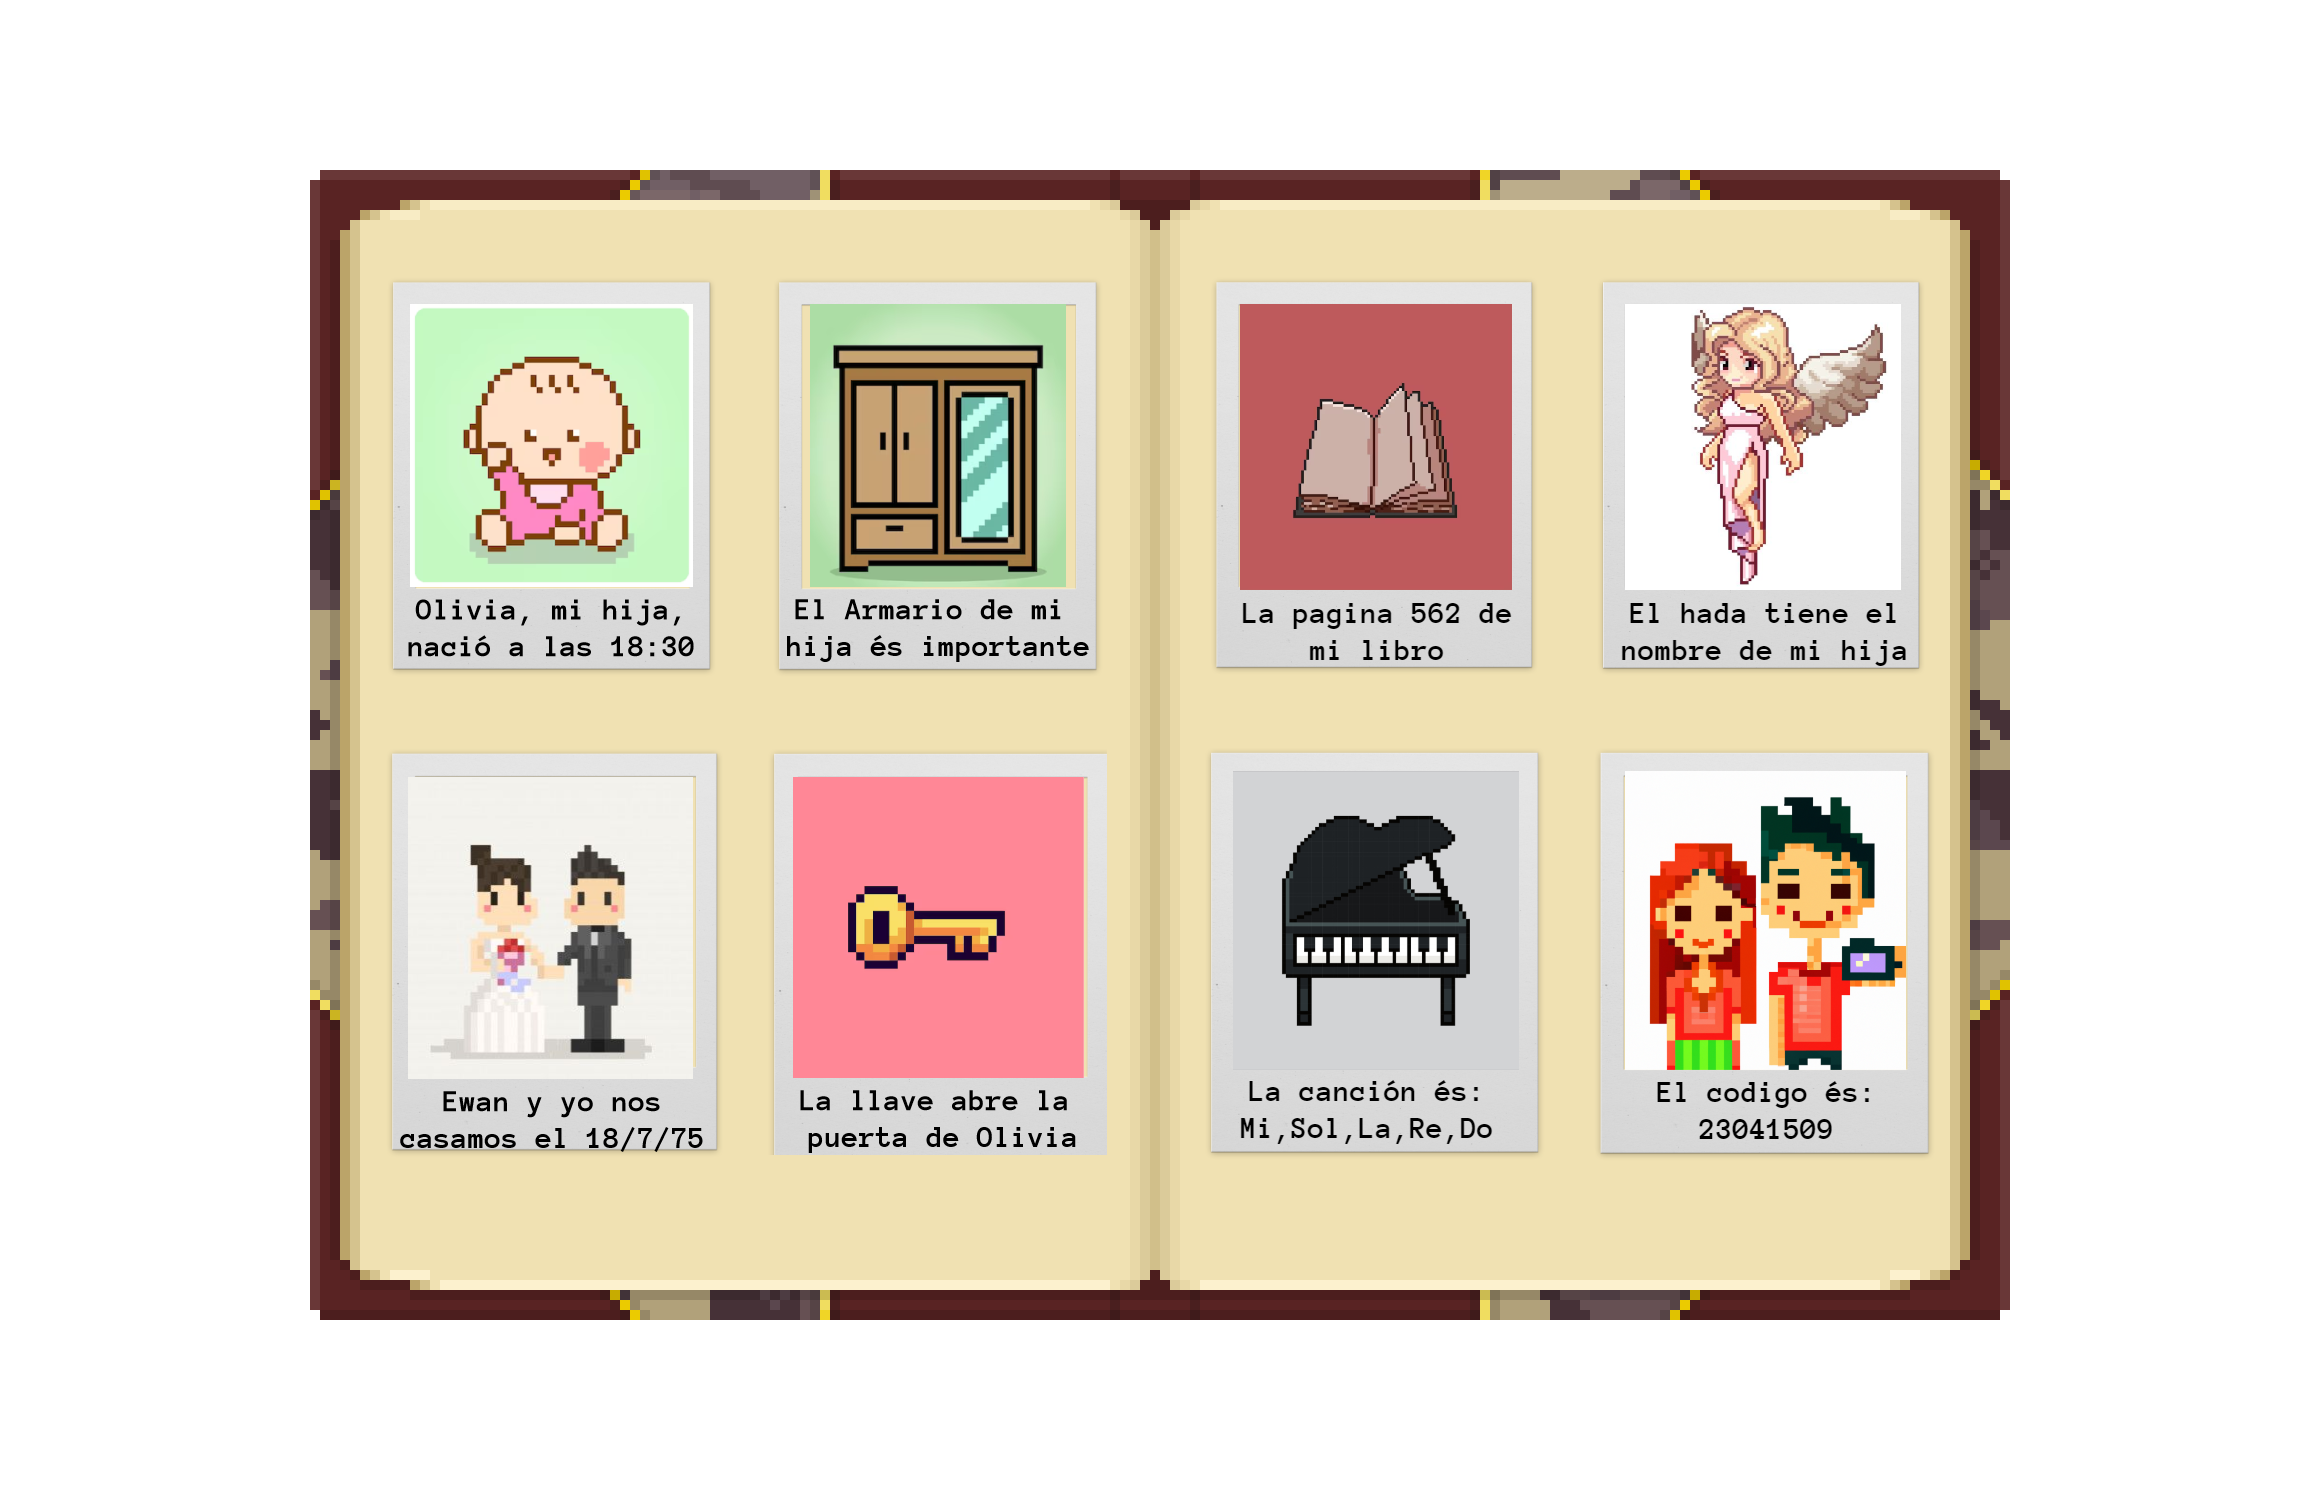 Olivia, mi hija,
nació a las 18:30
El Armario de mi
hija és importante
Ewan y yo nos
casamos el 18/7/75
La llave abre la
puerta de Olivia
La pagina 562 de
mi libro
El hada tiene el
nombre de mi hija
La canción és:
Mi,Sol,La,Re,Do
El codigo és:
23041509